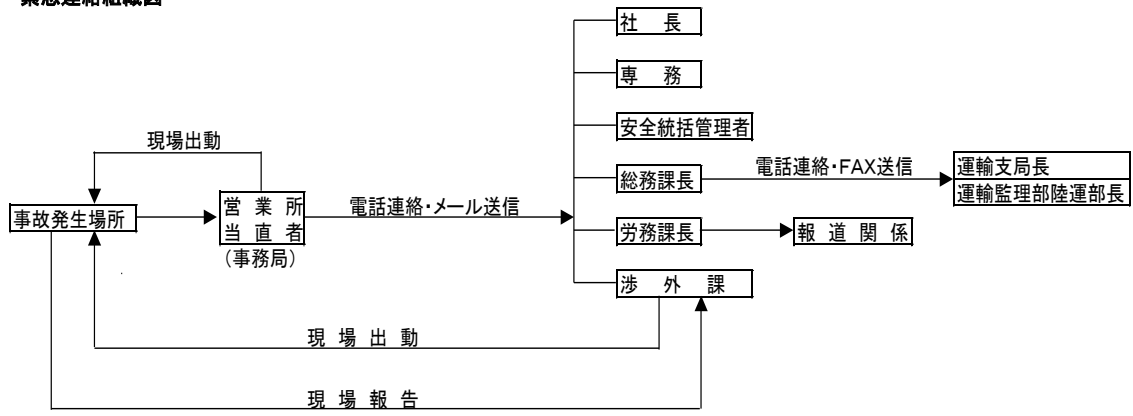 緊急連絡組織図
社　長
専　務
安全統括管理者
現場出動
総務課長
電話連絡・FAX送信
運輸支局長
運輸監理部陸運部長
事故発生場所
営　業　所
当　直　者
（事務局）
電話連絡・メール送信
労務課長
報　道　関　係
渉　外　課
現　場　出　動
現　場　報　告